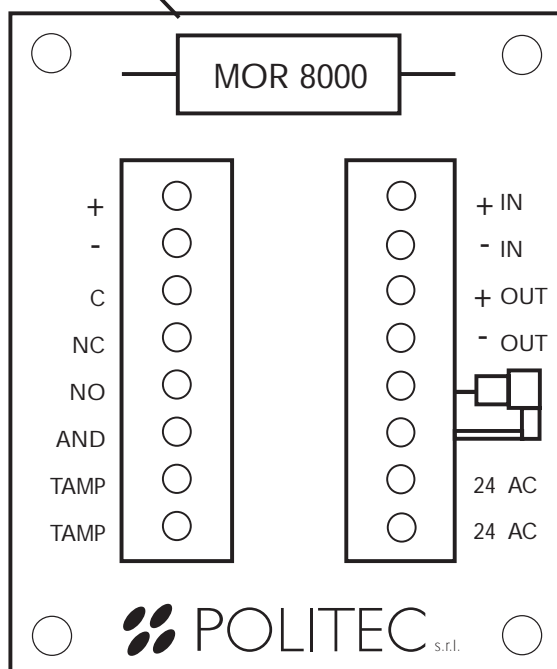 MOR 8000
+
-
C
NC
NO
AND
TAMP
TAMP
+ IN
- IN
+ OUT
- OUT
24 AC
24 AC
POLITEC s.r.l.